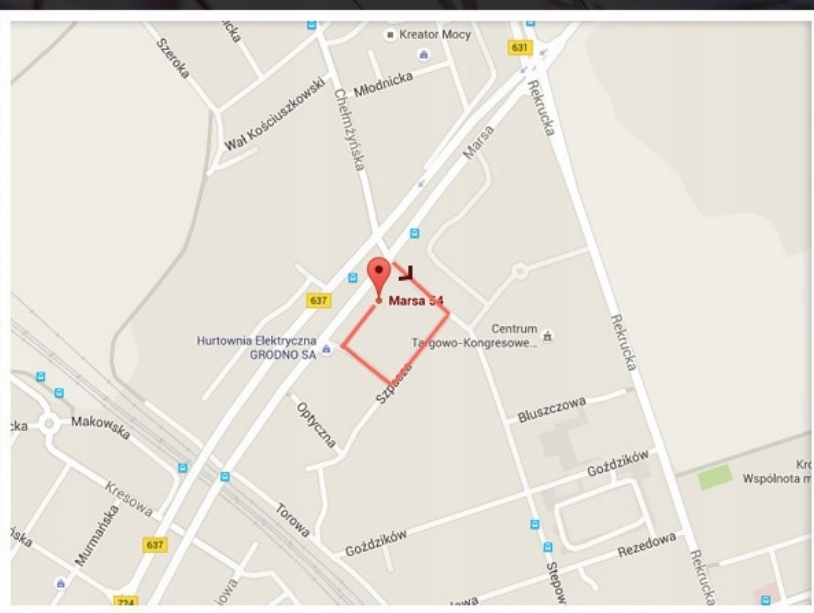 Kreator Mocy
631
Szeroka
Młodnicka
Wał Kościuszkowski
Chełmżyńska
Rekrucka
Marsa
637
Marsa 54
Hurtownia Elektryczna
GRODNO SA
Centrum
Targowo-Kongresowe...
Rekrucka
Szpacza
Bluszczowa
Optyczna
Makowska
Goździków
Wspólnota m
Kresowa
Torowa
Murmańska
637
Goździków
Rezedowa
Rekrucka
Stepow
724